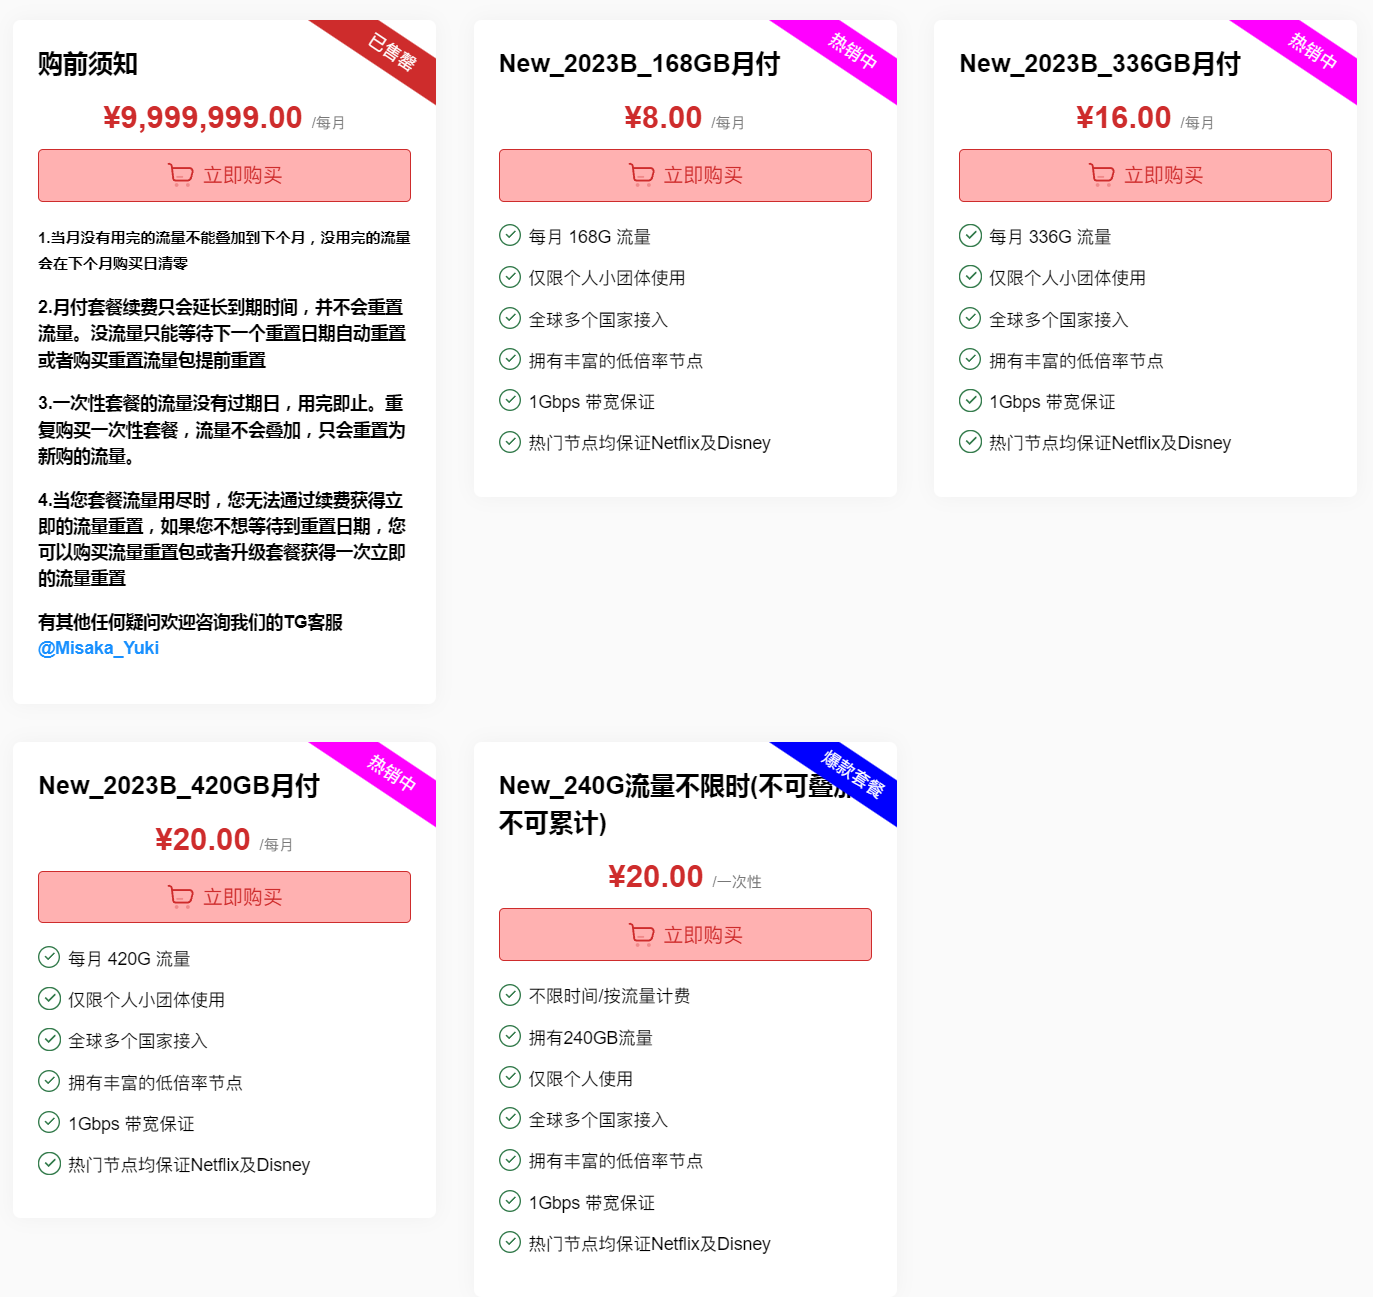 购前须知
已售罄
¥9,999,999.00 /每月
立即购买
1.当月没有用完的流量不能叠加到下个月，没用完的流量
会在下个月购买日清零
2.月付套餐续费只会延长到期时间，并不会重置
流量。没流量只能等待下一个重置日期自动重置
或者购买重置流量包提前重置
3.一次性套餐的流量没有过期日，用完即止。重
复购买一次性套餐，流量不会叠加，只会重置为
新购的流量。
4.当您套餐流量用尽时，您无法通过续费获得立
即的流量重置，如果您不想等待到重置日期，您
可以购买流量重置包或者升级套餐获得一次立即
的流量重置
有其他任何疑问欢迎咨询我们的TG客服
@Misaka_Yuki
New_2023B_168GB月付
热销中
¥8.00 /每月
立即购买
每月 168G 流量
仅限个人小团体使用
全球多个国家接入
拥有丰富的低倍率节点
1Gbps 带宽保证
热门节点均保证Netflix及Disney
New_2023B_336GB月付
热销中
¥16.00 /每月
立即购买
每月 336G 流量
仅限个人小团体使用
全球多个国家接入
拥有丰富的低倍率节点
1Gbps 带宽保证
热门节点均保证Netflix及Disney
New_2023B_420GB月付
热销中
¥20.00 /每月
立即购买
每月 420G 流量
仅限个人小团体使用
全球多个国家接入
拥有丰富的低倍率节点
1Gbps 带宽保证
热门节点均保证Netflix及Disney
New_240G流量不限时(不可叠加
不可累计)
爆款套餐
¥20.00 /一次性
立即购买
不限时间/按流量计费
拥有240GB流量
仅限个人使用
全球多个国家接入
拥有丰富的低倍率节点
1Gbps 带宽保证
热门节点均保证Netflix及Disney